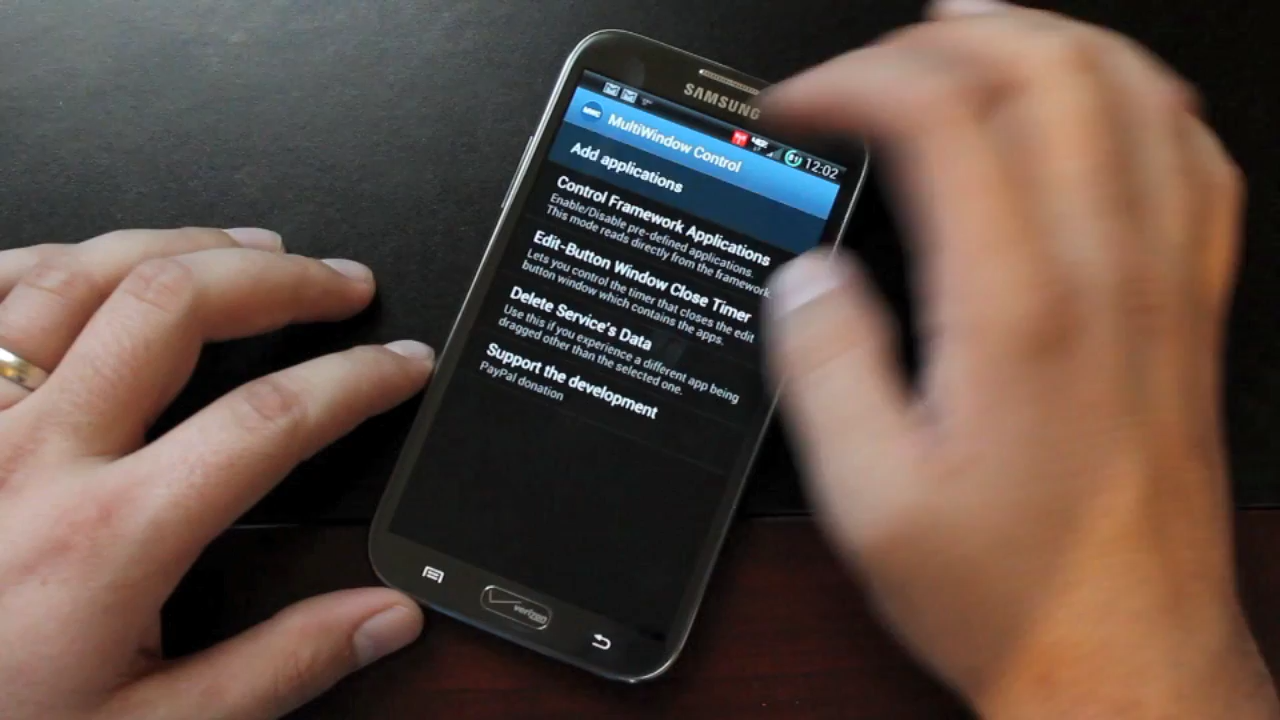 SAMSUNG
12:02
MWC
MultiWindow Control
Add applications
Control Framework Applications
Enable/Disable pre-defined applications.
This mode reads directly from the framework
Edit-Button Window Close Timer
Lets you control the timer that closes the edit
button window which contains the apps.
Delete Service's Data
Use this if you experience a different app being
dragged other than the selected one.
Support the development
PayPal donation
verizon